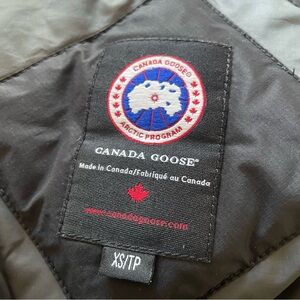 CANADA GOOSE®
ARCTIC PROGRAM
CANADA GOOSE®
Made in Canada/Fabriqué au Canada
www.canadagoose.com
XS/TP